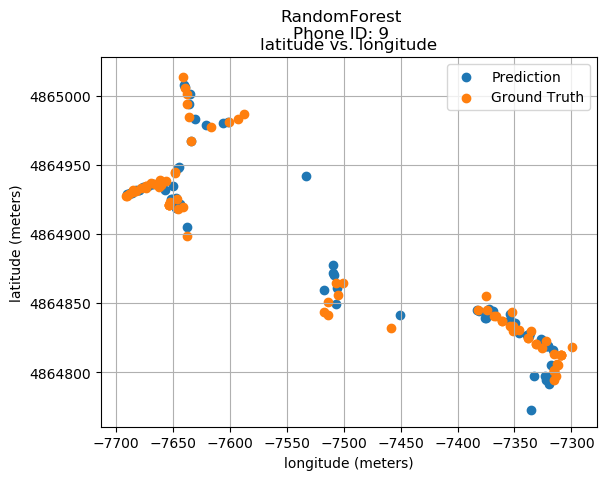 RandomForest
Phone ID: 9
latitude vs. longitude
Prediction
Ground Truth
4865000
4864950
4864900
4864850
4864800
latitude (meters)
−7700 −7650 −7600 −7550 −7500 −7450 −7400 −7350 −7300
longitude (meters)